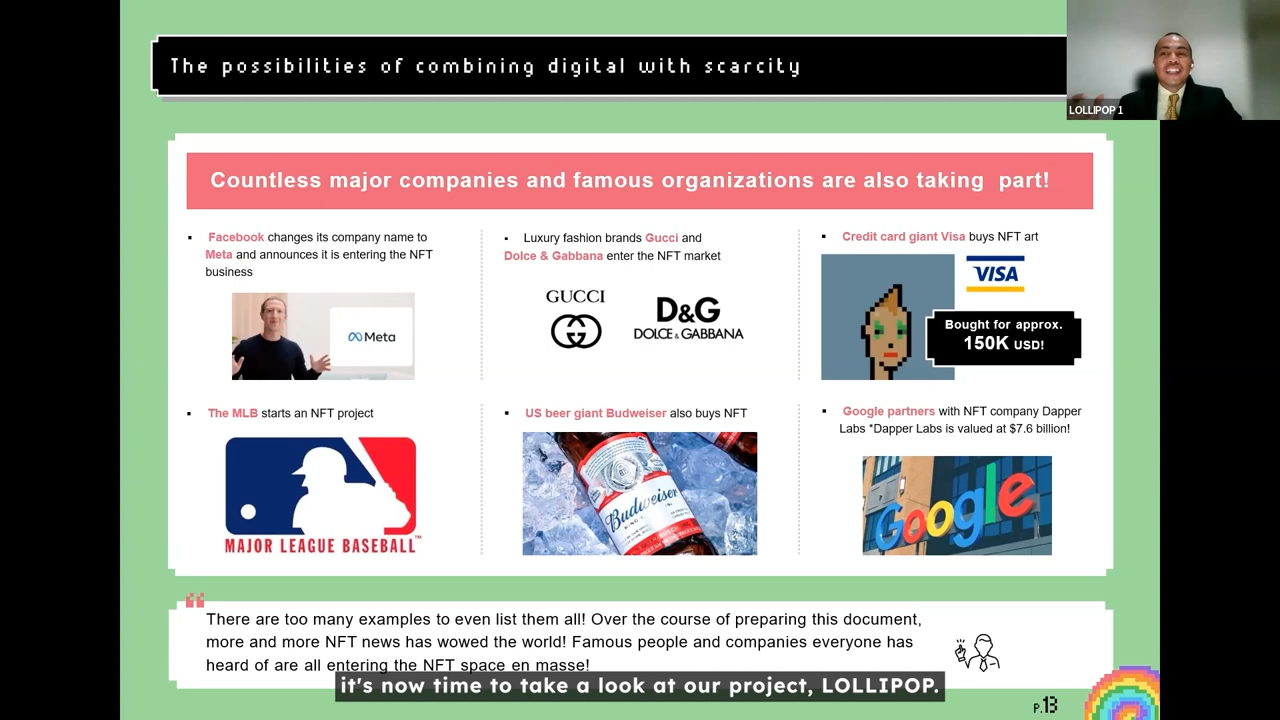 The possibilities of combining digital with scarcity
LOLLIPOP 1
Countless major companies and famous organizations are also taking part!
▪ Facebook changes its company name to
Meta and announces it is entering the NFT
business
Meta
▪ Luxury fashion brands Gucci and
Dolce & Gabbana enter the NFT market
GUCCI
D&G
DOLCE & GABBANA
▪ Credit card giant Visa buys NFT art
VISA
Bought for approx.
150K USD!
▪ The MLB starts an NFT project
MAJOR LEAGUE BASEBALL™
▪ US beer giant Budweiser also buys NFT
Budweiser
▪ Google partners with NFT company Dapper
Labs *Dapper Labs is valued at $7.6 billion!
Google
There are too many examples to even list them all! Over the course of preparing this document,
more and more NFT news has wowed the world! Famous people and companies everyone has
heard of are all entering the NFT space en masse!
it's now time to take a look at our project, LOLLIPOP.
P.13